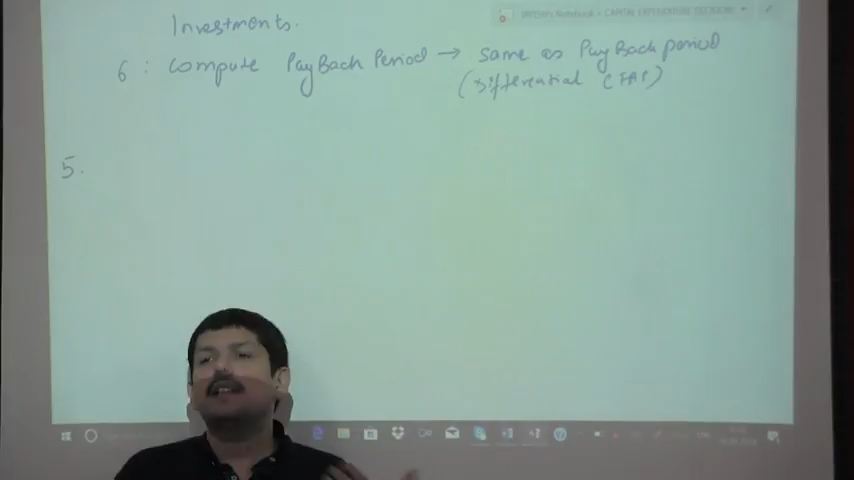 Investments.
6 : Compute PayBack Period → same as PayBack period
(Differential CFAT)
5.